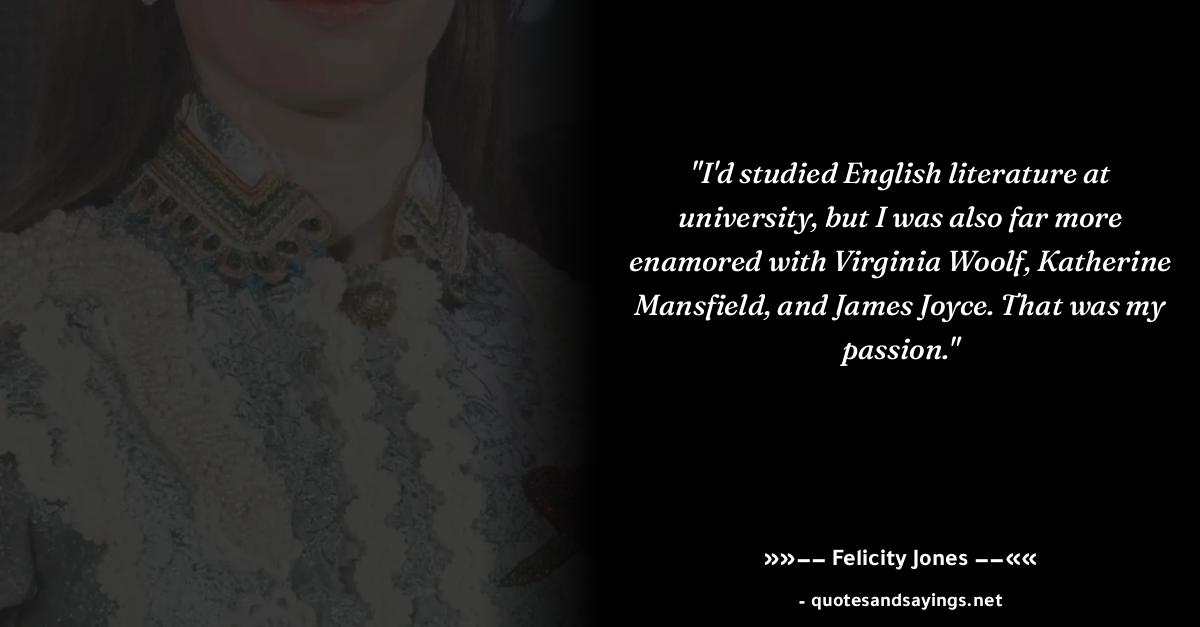 "I'd studied English literature at
university, but I was also far more
enamored with Virginia Woolf, Katherine
Mansfield, and James Joyce. That was my
passion."
»»−− Felicity Jones −−««
- quotesandsayings.net